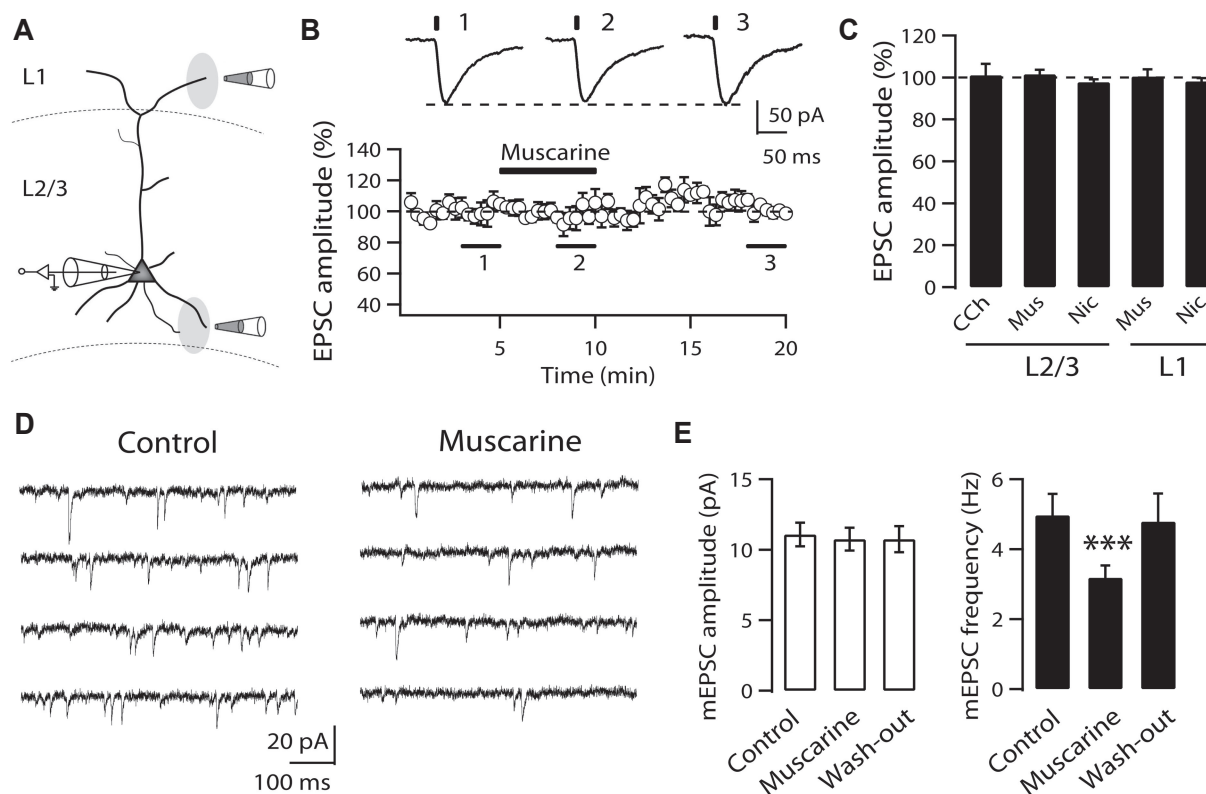 A
L1
L2/3
B
1 2 3
50 pA
50 ms
EPSC amplitude (%)
140
120
100
80
60
40
Muscarine
1 2 3
5 10 15 20
Time (min)
C
EPSC amplitude (%)
120
100
80
60
40
20
0
CCh Mus Nic Mus Nic
L2/3 L1
D
Control Muscarine
20 pA
100 ms
E
mEPSC amplitude (pA)
15
10
5
0
Control Muscarine Wash-out
mEPSC frequency (Hz)
6
4
2
0
***
Control Muscarine Wash-out